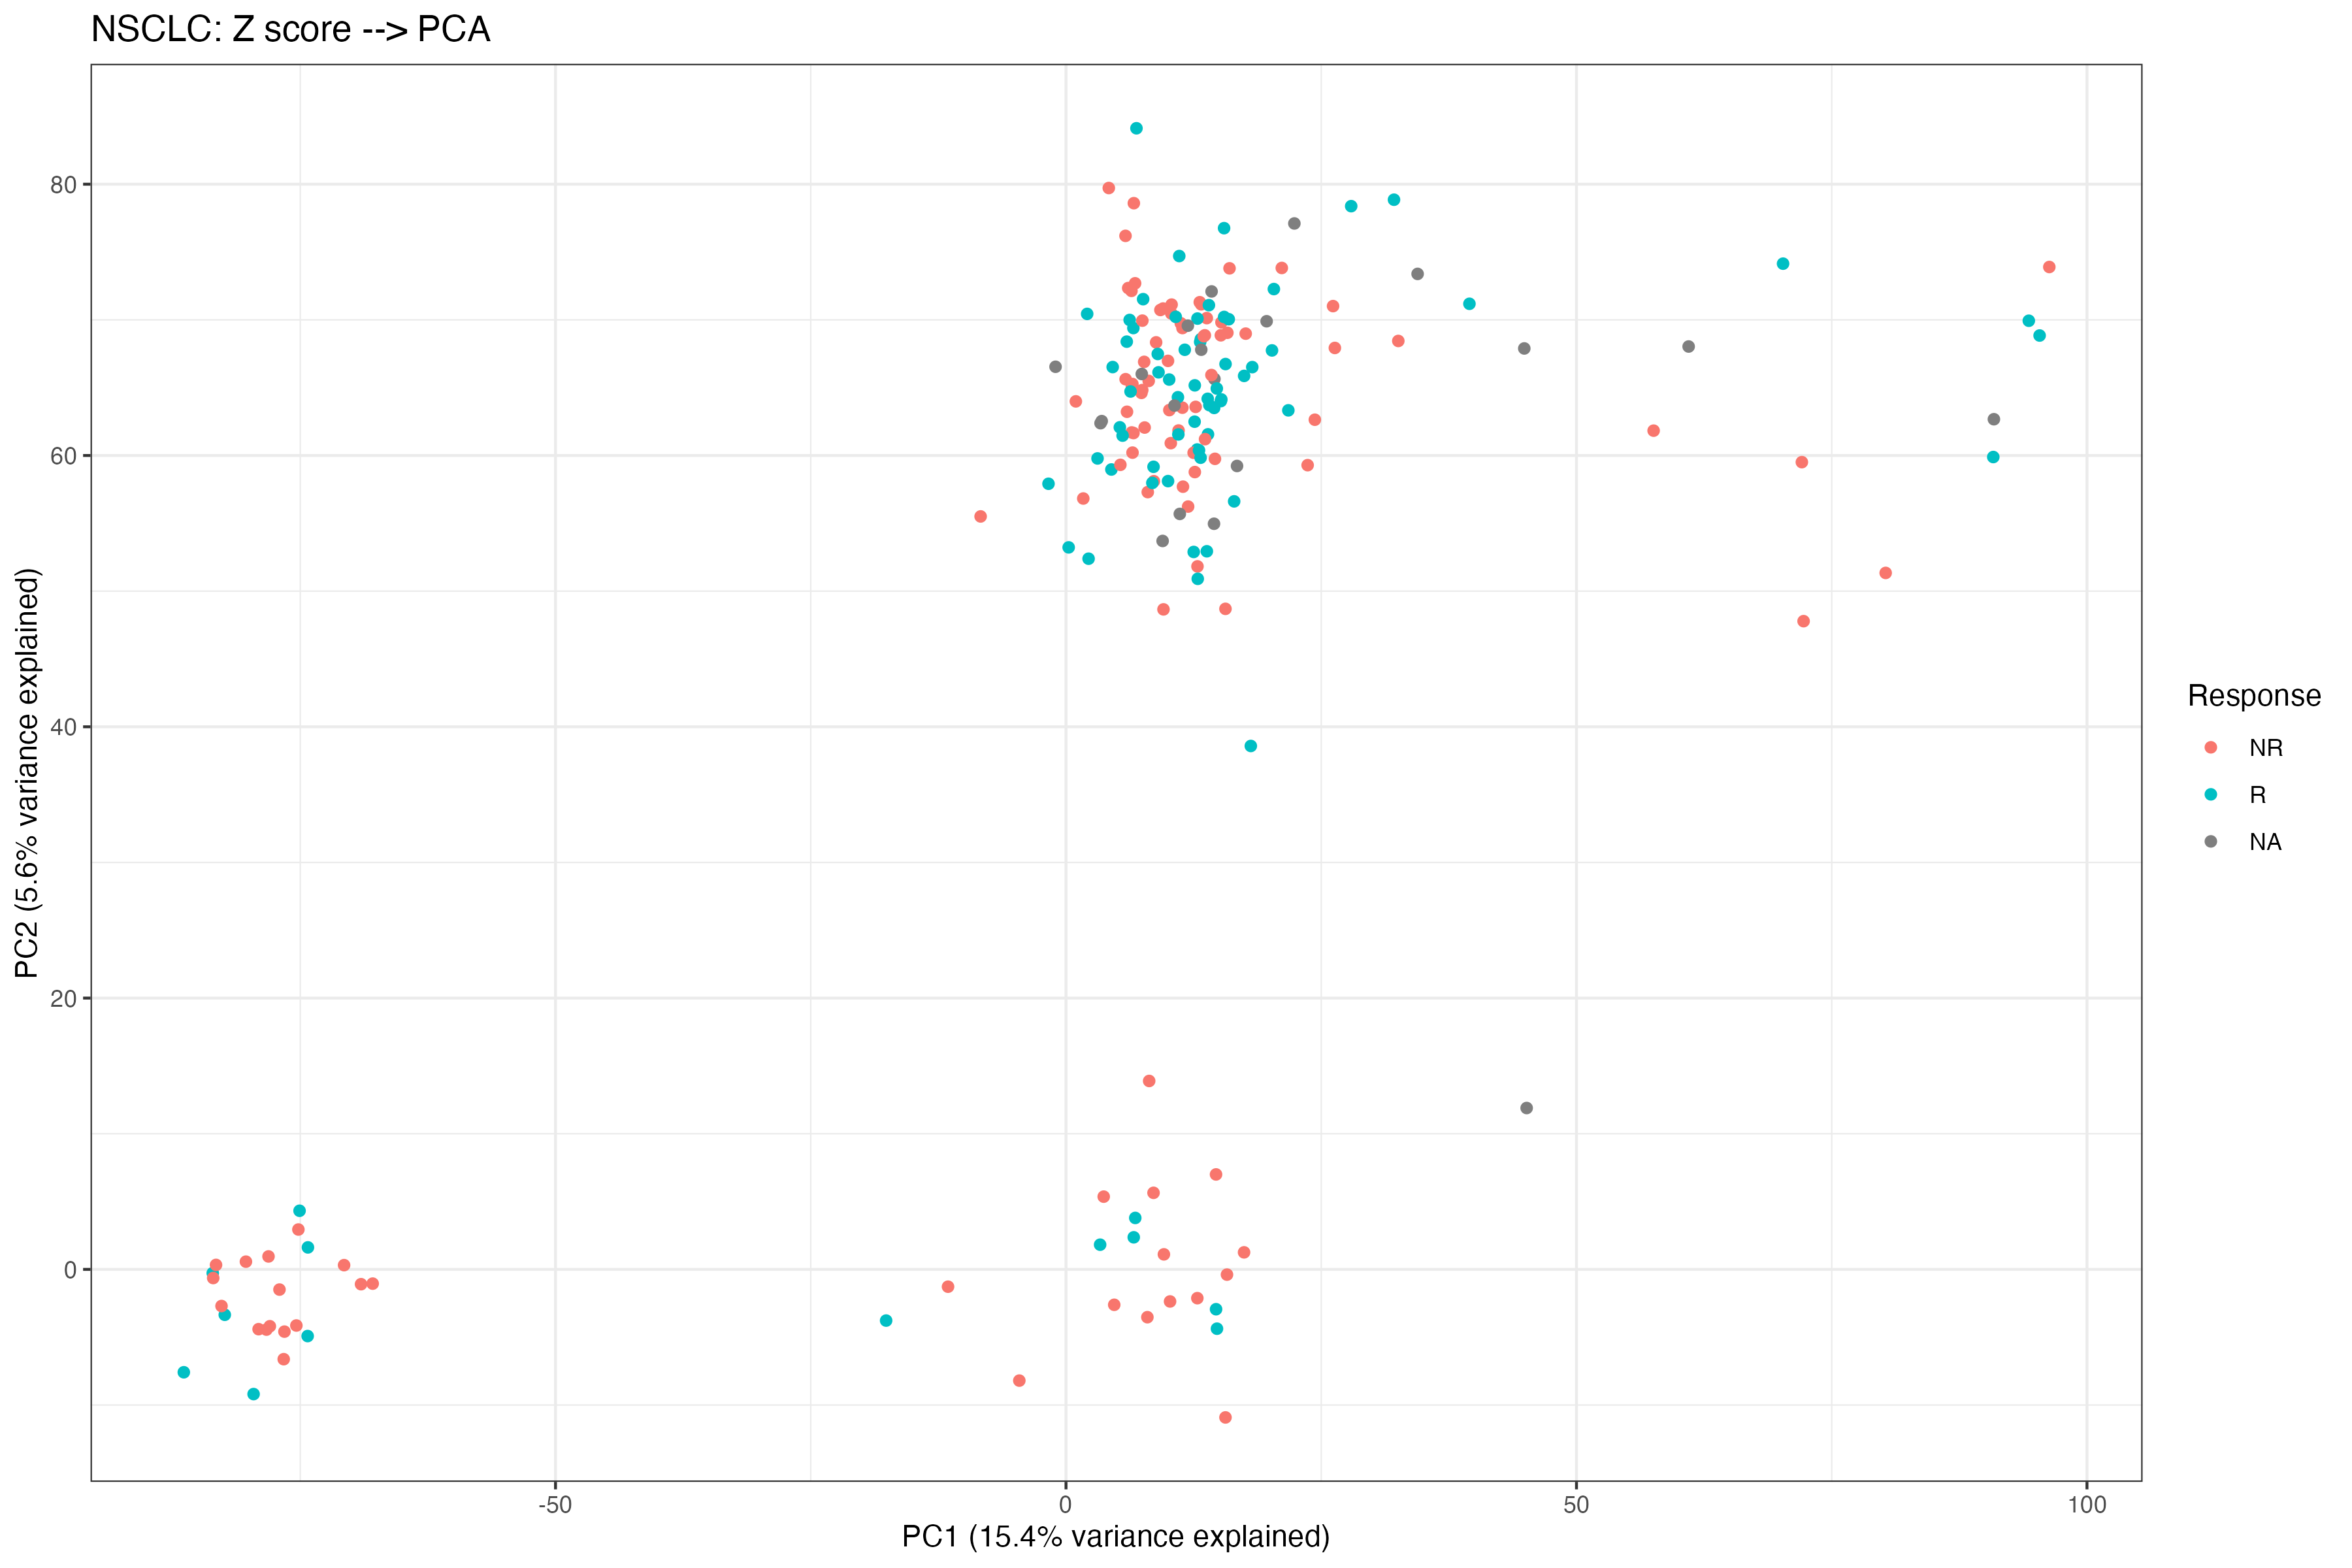 NSCLC: Z score --> PCA
80
60
40
20
0
PC2 (5.6% variance explained)
-50
0
50
100
PC1 (15.4% variance explained)
Response
NR
R
NA